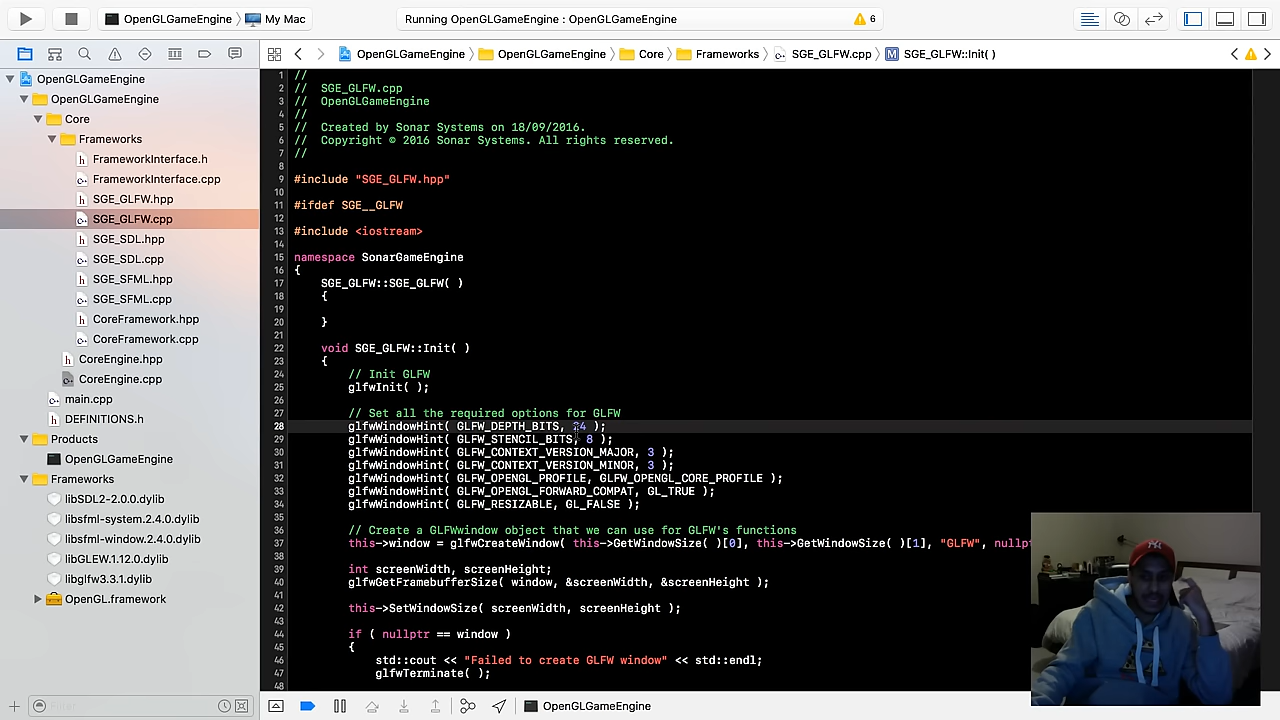 OpenGLGameEngine My Mac Running OpenGLGameEngine : OpenGLGameEngine 6
OpenGLGameEngine OpenGLGameEngine Core Frameworks SGE_GLFW.cpp SGE_GLFW::Init( )
OpenGLGameEngine
OpenGLGameEngine
Core
Frameworks
FrameworkInterface.h
FrameworkInterface.cpp
SGE_GLFW.hpp
SGE_GLFW.cpp
SGE_SDL.hpp
SGE_SDL.cpp
SGE_SFML.hpp
SGE_SFML.cpp
CoreFramework.hpp
CoreFramework.cpp
CoreEngine.hpp
CoreEngine.cpp
main.cpp
DEFINITIONS.h
Products
OpenGLGameEngine
Frameworks
libSDL2-2.0.0.dylib
libsfml-system.2.4.0.dylib
libsfml-window.2.4.0.dylib
libGLEW.1.12.0.dylib
libglfw3.3.1.dylib
OpenGL.framework
Filter
1 //
2 // SGE_GLFW.cpp
3 // OpenGLGameEngine
4 //
5 // Created by Sonar Systems on 18/09/2016.
6 // Copyright © 2016 Sonar Systems. All rights reserved.
7 //
8
9 #include "SGE_GLFW.hpp"
10
11 #ifdef SGE__GLFW
12
13 #include <iostream>
14
15 namespace SonarGameEngine
16 {
17 SGE_GLFW::SGE_GLFW( )
18 {
19
20 }
21
22 void SGE_GLFW::Init( )
23 {
24 // Init GLFW
25 glfwInit( );
26
27 // Set all the required options for GLFW
28 glfwWindowHint( GLFW_DEPTH_BITS, 24 );
29 glfwWindowHint( GLFW_STENCIL_BITS, 8 );
30 glfwWindowHint( GLFW_CONTEXT_VERSION_MAJOR, 3 );
31 glfwWindowHint( GLFW_CONTEXT_VERSION_MINOR, 3 );
32 glfwWindowHint( GLFW_OPENGL_PROFILE, GLFW_OPENGL_CORE_PROFILE );
33 glfwWindowHint( GLFW_OPENGL_FORWARD_COMPAT, GL_TRUE );
34 glfwWindowHint( GLFW_RESIZABLE, GL_FALSE );
35
36 // Create a GLFWwindow object that we can use for GLFW's functions
37 this->window = glfwCreateWindow( this->GetWindowSize( )[0], this->GetWindowSize( )[1], "GLFW", nullpt
38
39 int screenWidth, screenHeight;
40 glfwGetFramebufferSize( window, &screenWidth, &screenHeight );
41
42 this->SetWindowSize( screenWidth, screenHeight );
43
44 if ( nullptr == window )
45 {
46 std::cout << "Failed to create GLFW window" << std::endl;
47 glfwTerminate( );
48
OpenGLGameEngine